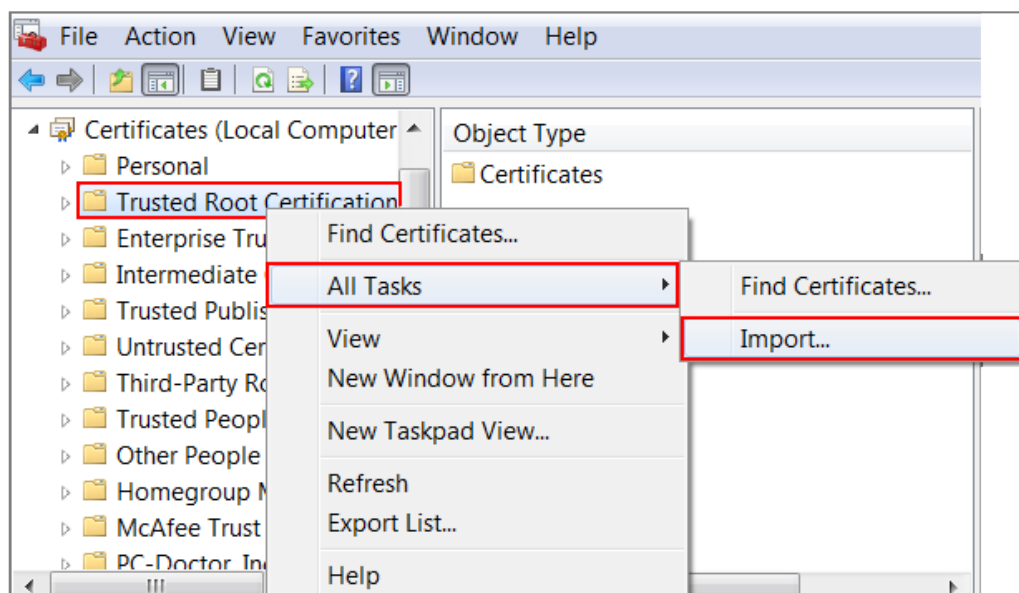 File Action View Favorites Window Help
Certificates (Local Computer
Object Type
Personal
Certificates
Trusted Root Certification
Enterprise Tru
Intermediate
Trusted Publis
Untrusted Cer
Third-Party Ro
Trusted Peopl
Other People
Homegroup M
McAfee Trust
PC-Doctor, In
Find Certificates...
All Tasks
View
New Window from Here
New Taskpad View...
Refresh
Export List...
Help
Find Certificates...
Import...